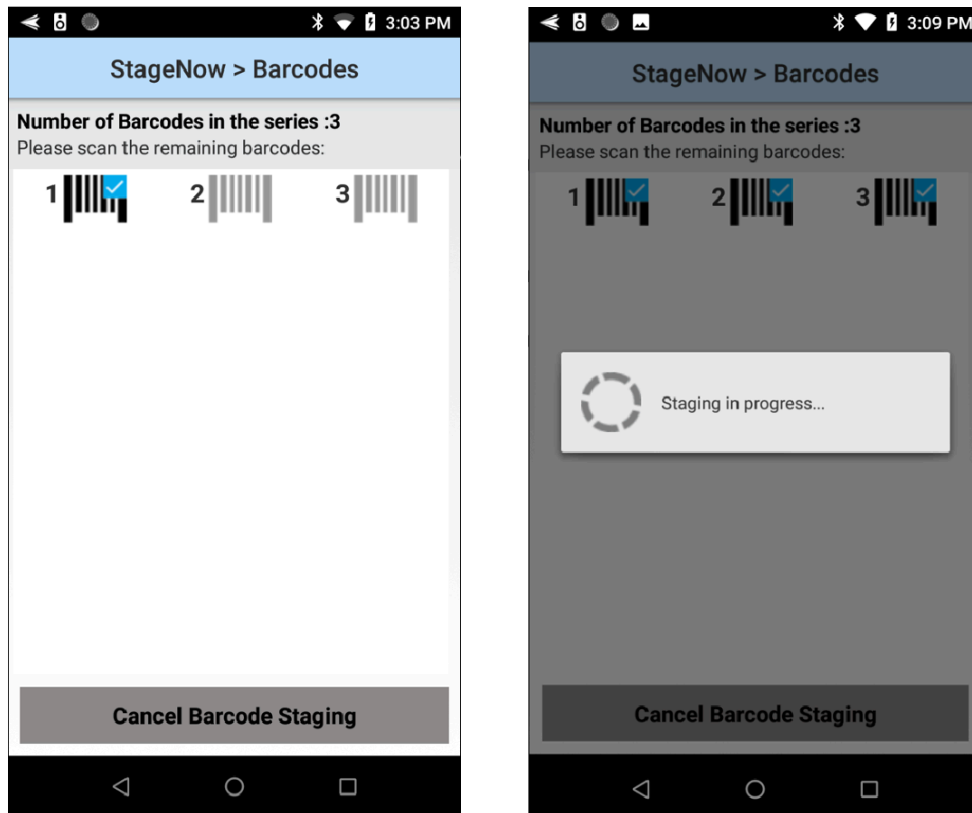 3:03 PM
StageNow > Barcodes
Number of Barcodes in the series :3
Please scan the remaining barcodes:
1 2 3
Cancel Barcode Staging
3:09 PM
StageNow > Barcodes
Number of Barcodes in the series :3
Please scan the remaining barcodes:
1 2 3
Staging in progress...
Cancel Barcode Staging